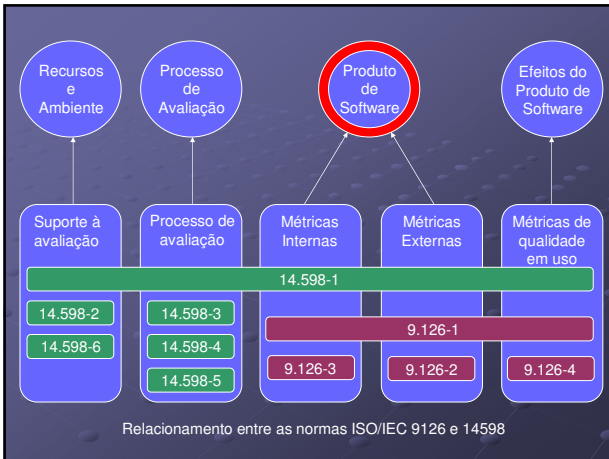 Recursos
e
Ambiente
Processo
de
Avaliação
Produto
de
Software
Efeitos do
Produto de
Software
Suporte à
avaliação
Processo de
avaliação
Métricas
Internas
Métricas
Externas
Métricas de
qualidade
em uso
14.598-1
14.598-2
14.598-3
9.126-1
14.598-6
14.598-4
9.126-3
9.126-2
9.126-4
14.598-5
Relacionamento entre as normas ISO/IEC 9126 e 14598